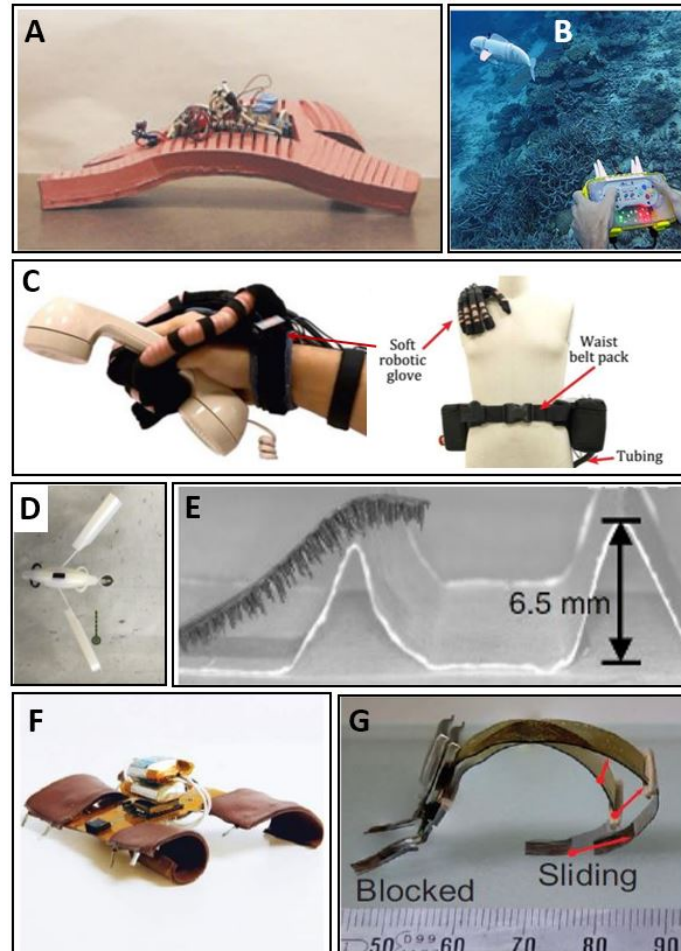 A
B
C
Soft
robotic
glove
Waist
belt pack
Tubing
D
E
6.5 mm
F
G
Blocked
Sliding
50 60 70 80 90